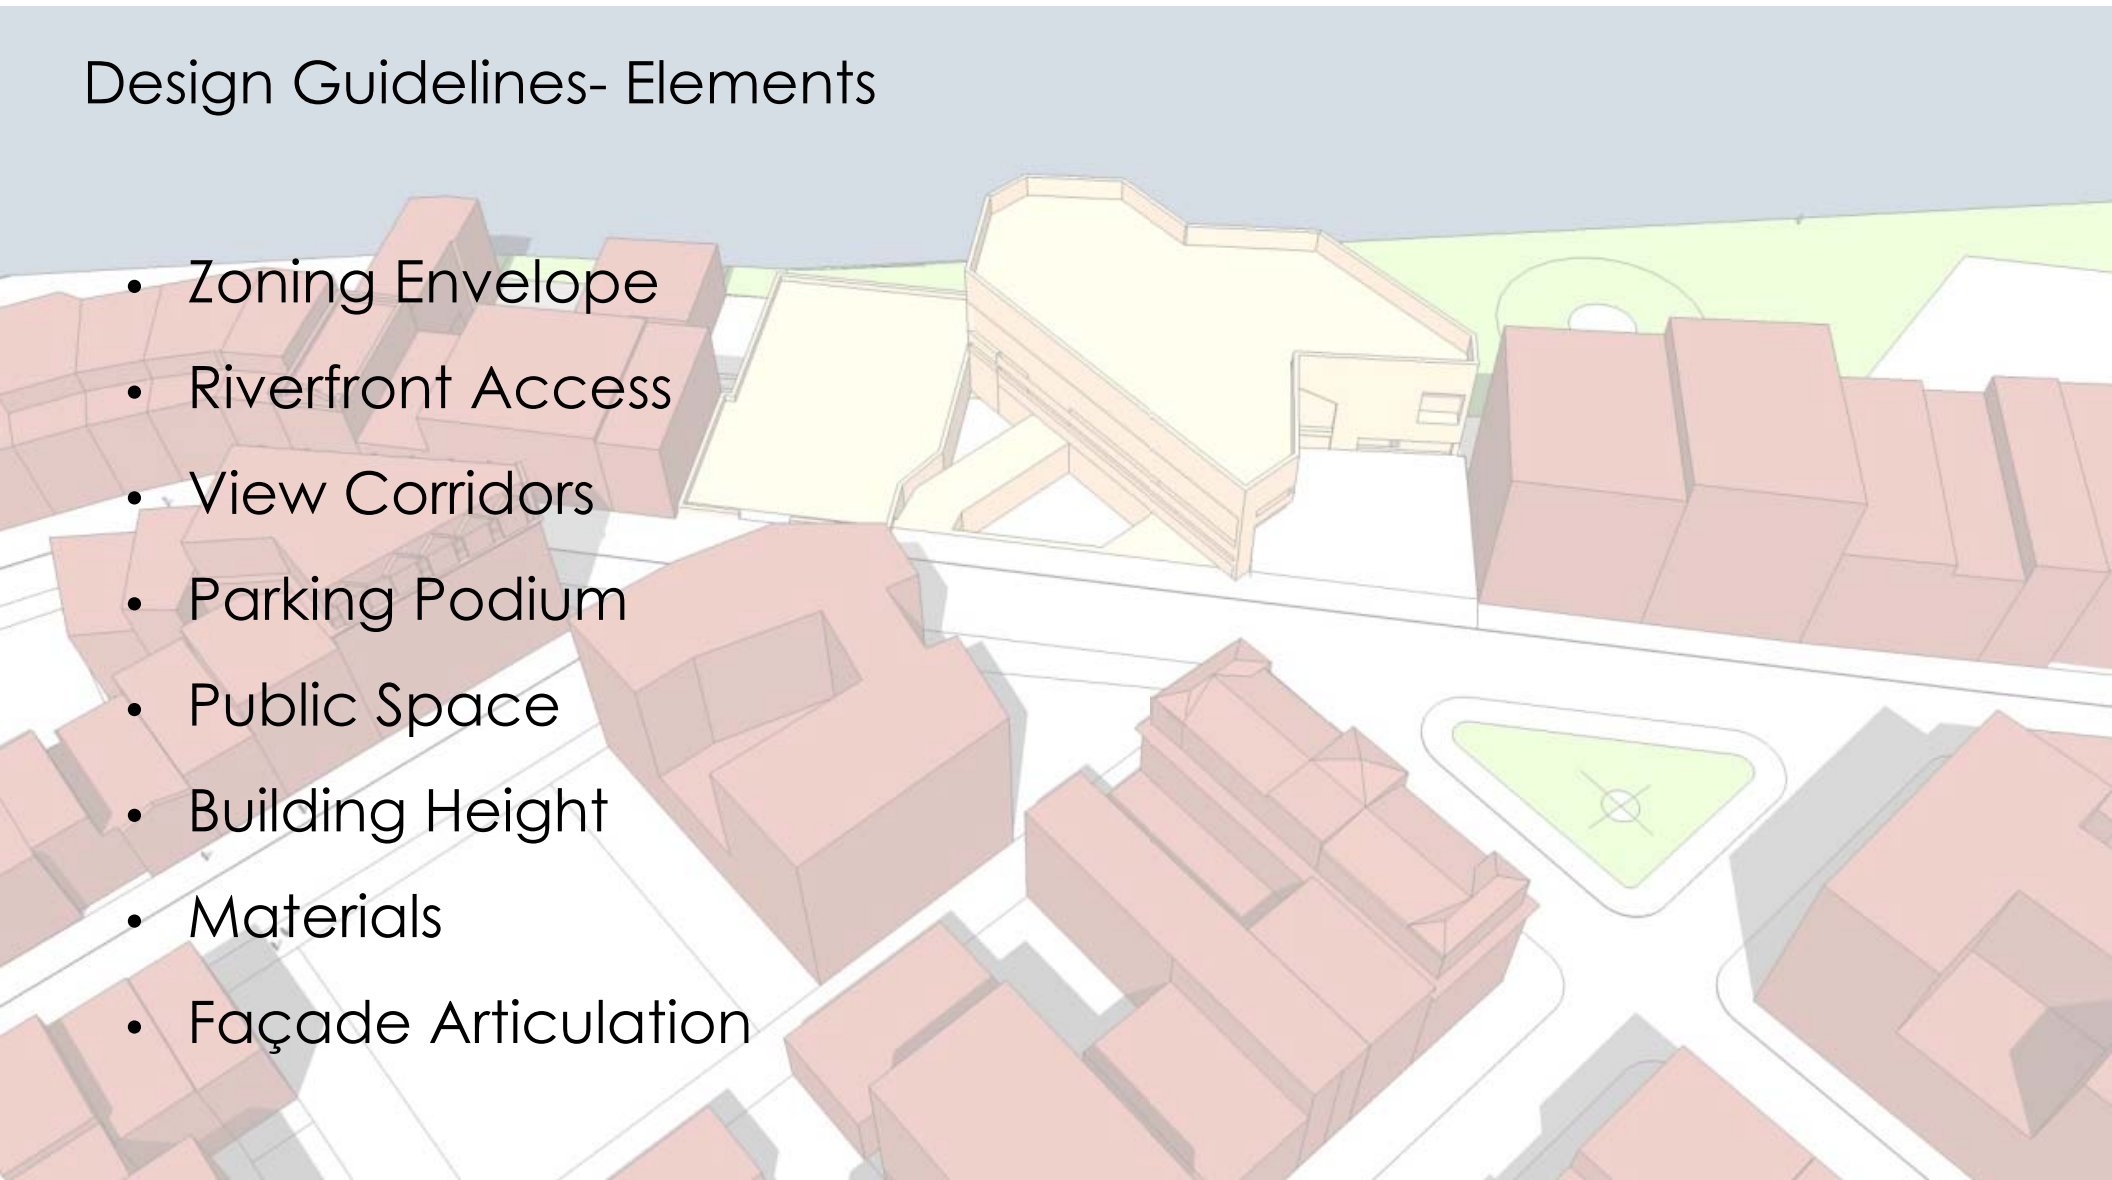 Design Guidelines- Elements
• Zoning Envelope
• Riverfront Access
• View Corridors
• Parking Podium
• Public Space
• Building Height
• Materials
• Façade Articulation